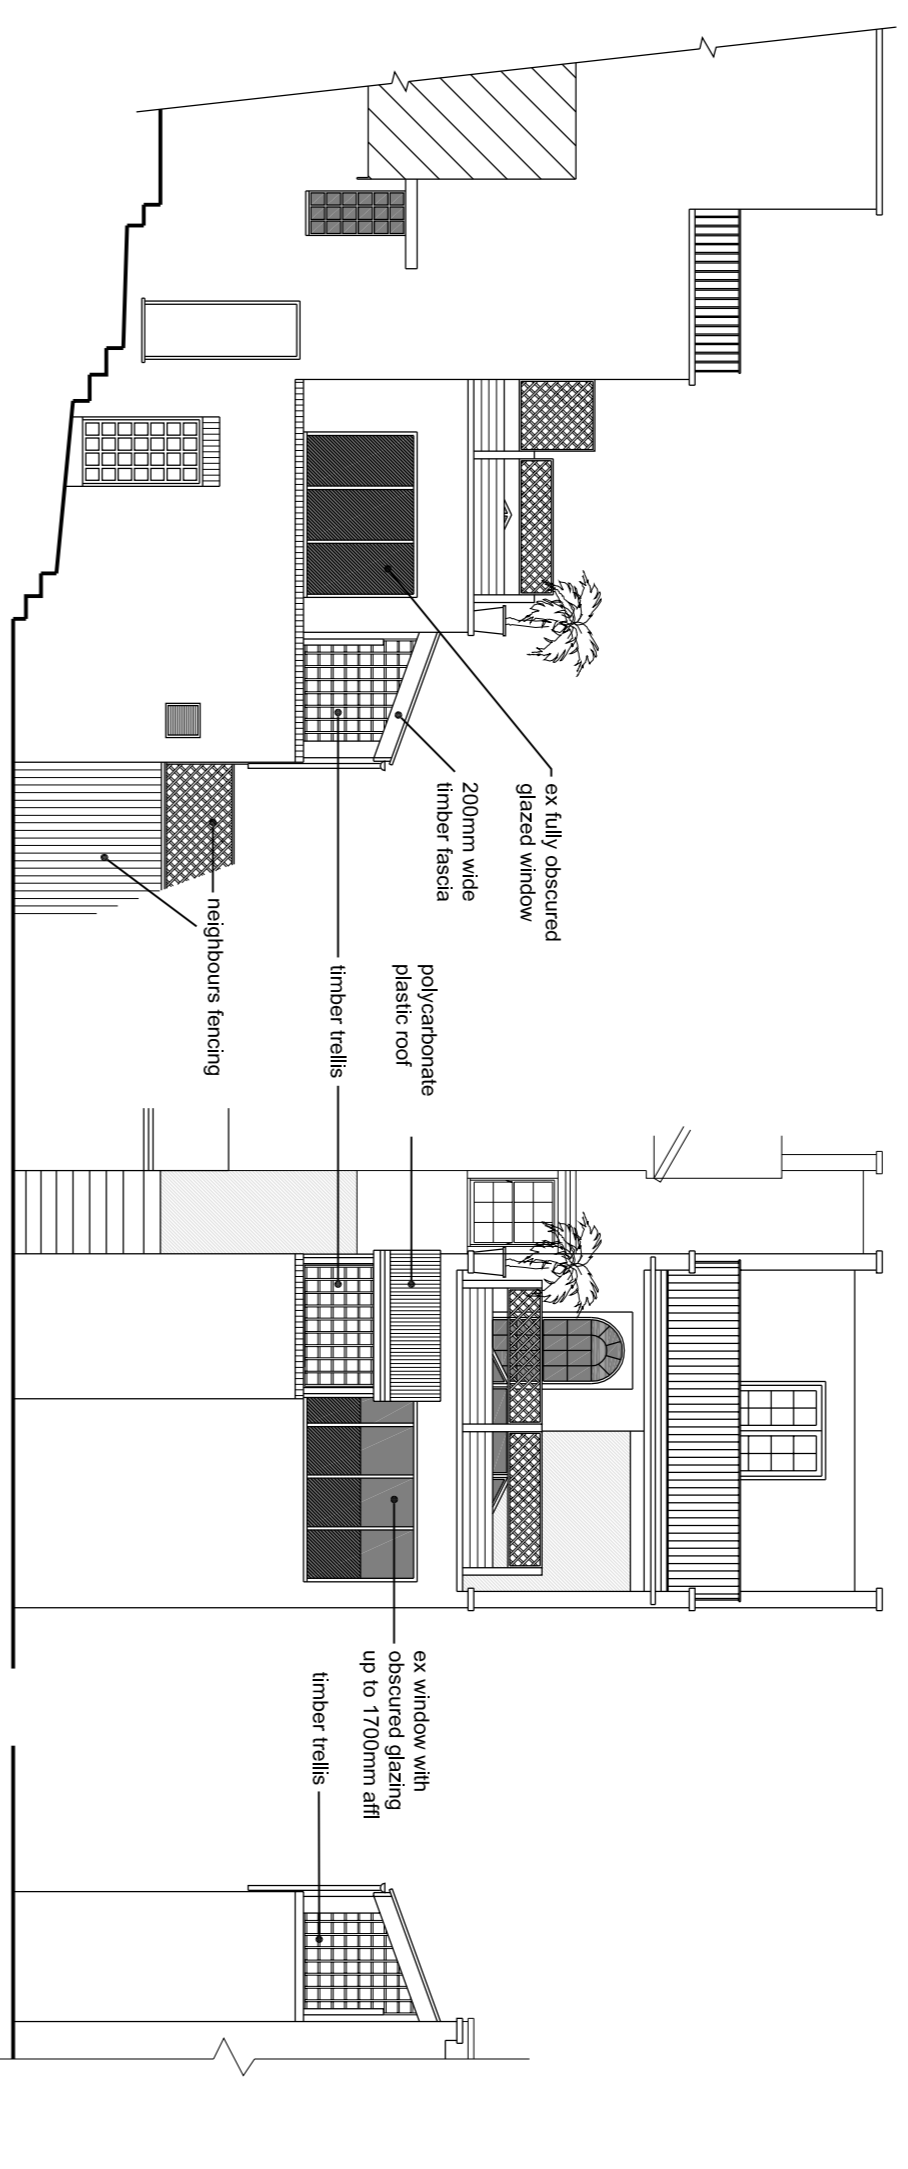 ex fully obscured
glazed window
200mm wide
timber fascia
neighbours fencing
timber trellis
polycarbonate
plastic roof
ex window with
obscured glazing
up to 1700mm affl
timber trellis